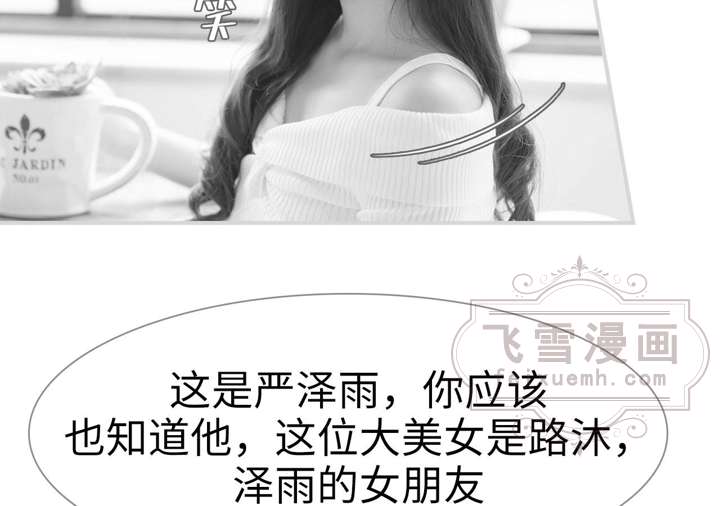 笑
C JARDIN
NO.01
飞雪漫画
feixuemh.com
这是严泽雨，你应该
也知道他，这位大美女是路沐，
泽雨的女朋友